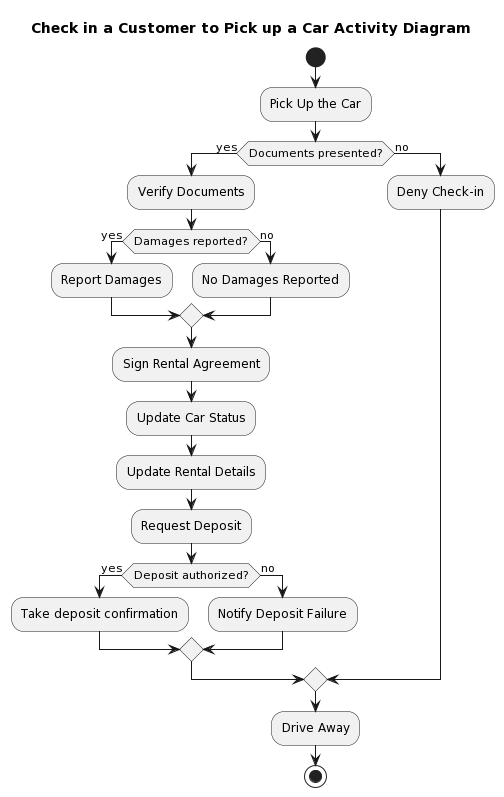 Check in a Customer to Pick up a Car Activity Diagram
Pick Up the Car
yes
Documents presented?
no
Verify Documents
Deny Check-in
yes
Damages reported?
no
Report Damages
No Damages Reported
Sign Rental Agreement
Update Car Status
Update Rental Details
Request Deposit
yes
Deposit authorized?
no
Take deposit confirmation
Notify Deposit Failure
Drive Away